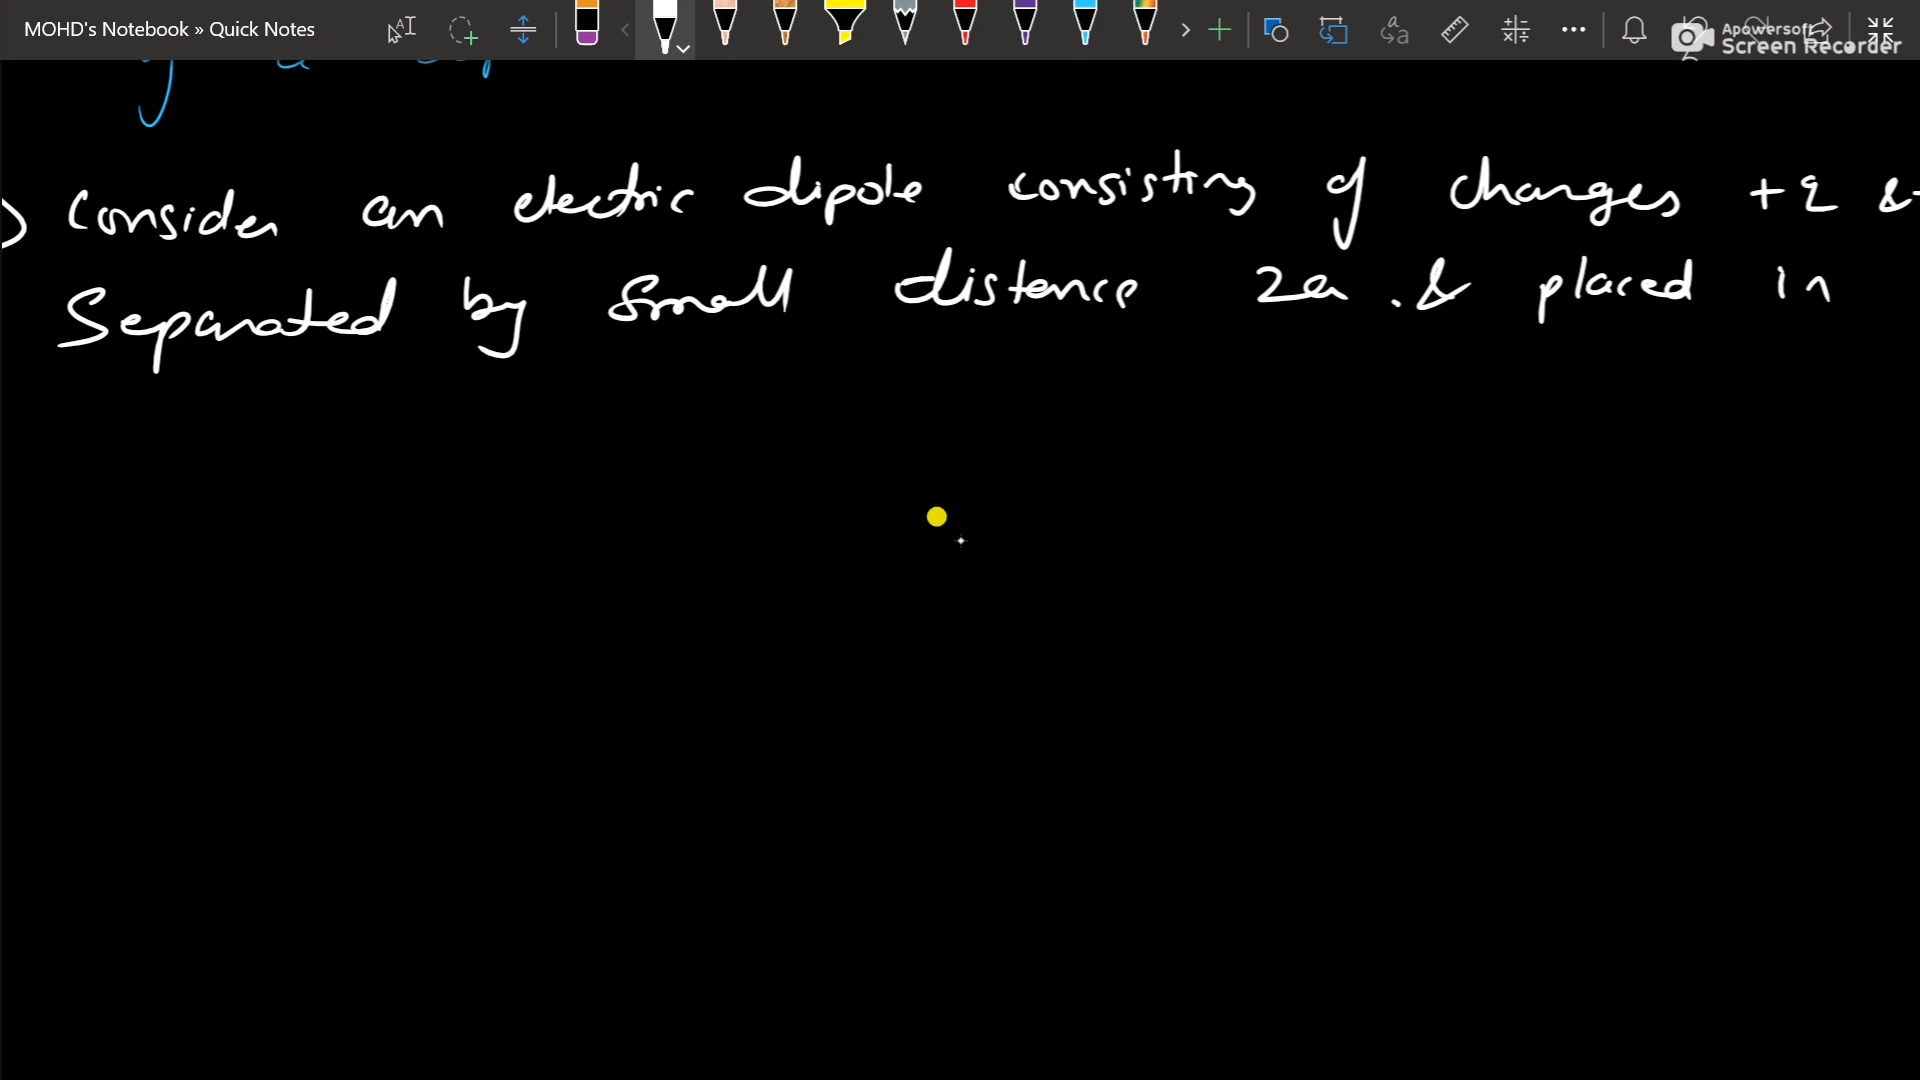 MOHD's Notebook » Quick Notes
Apowersoft
Screen Recorder
Consider an electric dipole consisting of charges +q &
Separated by small distance 2a . & placed in